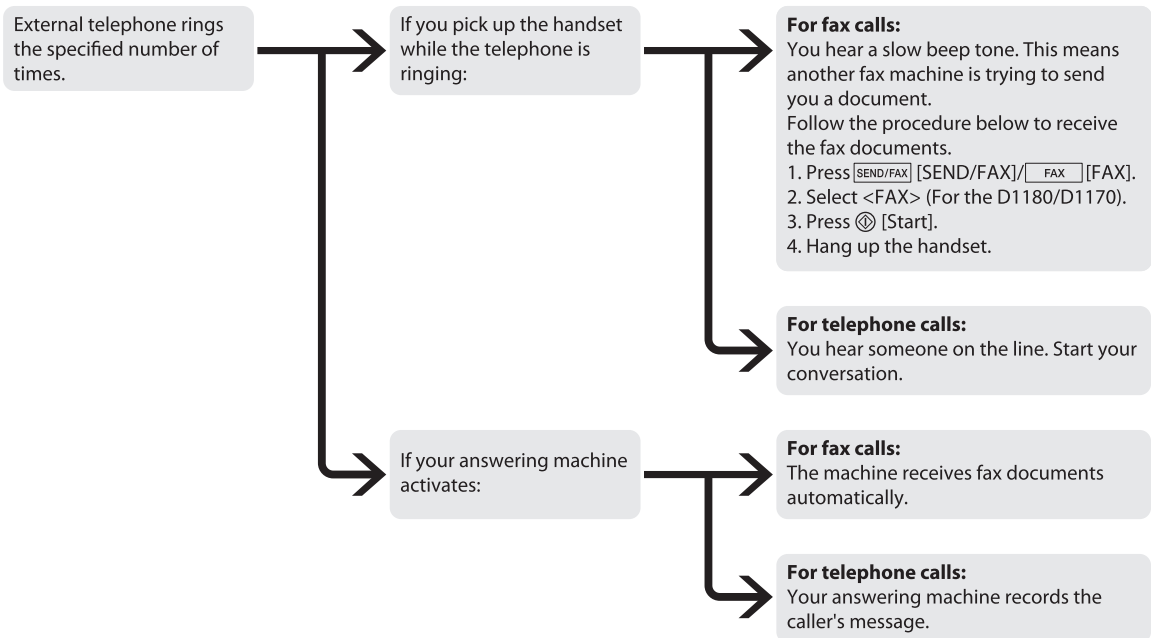 External telephone rings
the specified number of
times.
If you pick up the handset
while the telephone is
ringing:
For fax calls:
You hear a slow beep tone. This means
another fax machine is trying to send
you a document.
Follow the procedure below to receive
the fax documents.
1. Press SEND/FAX [SEND/FAX]/ FAX [FAX].
2. Select <FAX> (For the D1180/D1170).
3. Press [Start].
4. Hang up the handset.
For telephone calls:
You hear someone on the line. Start your
conversation.
If your answering machine
activates:
For fax calls:
The machine receives fax documents
automatically.
For telephone calls:
Your answering machine records the
caller's message.